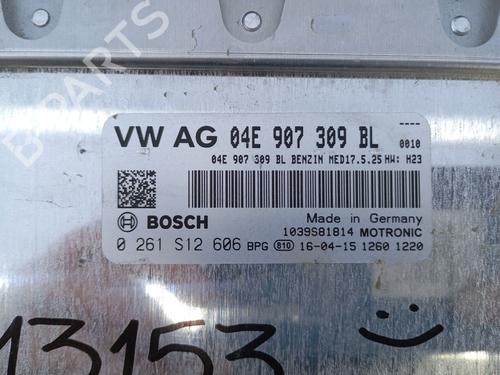 B-PARTS
VW AG 04E 907 309 BL 0010
04E 907 309 BL BENZIN MED17.5.25 HW: H23
BOSCH
Made in Germany
1039S81814 MOTRONIC
0 261 S12 606 BPG 810 16-04-15 1260 1220
13153